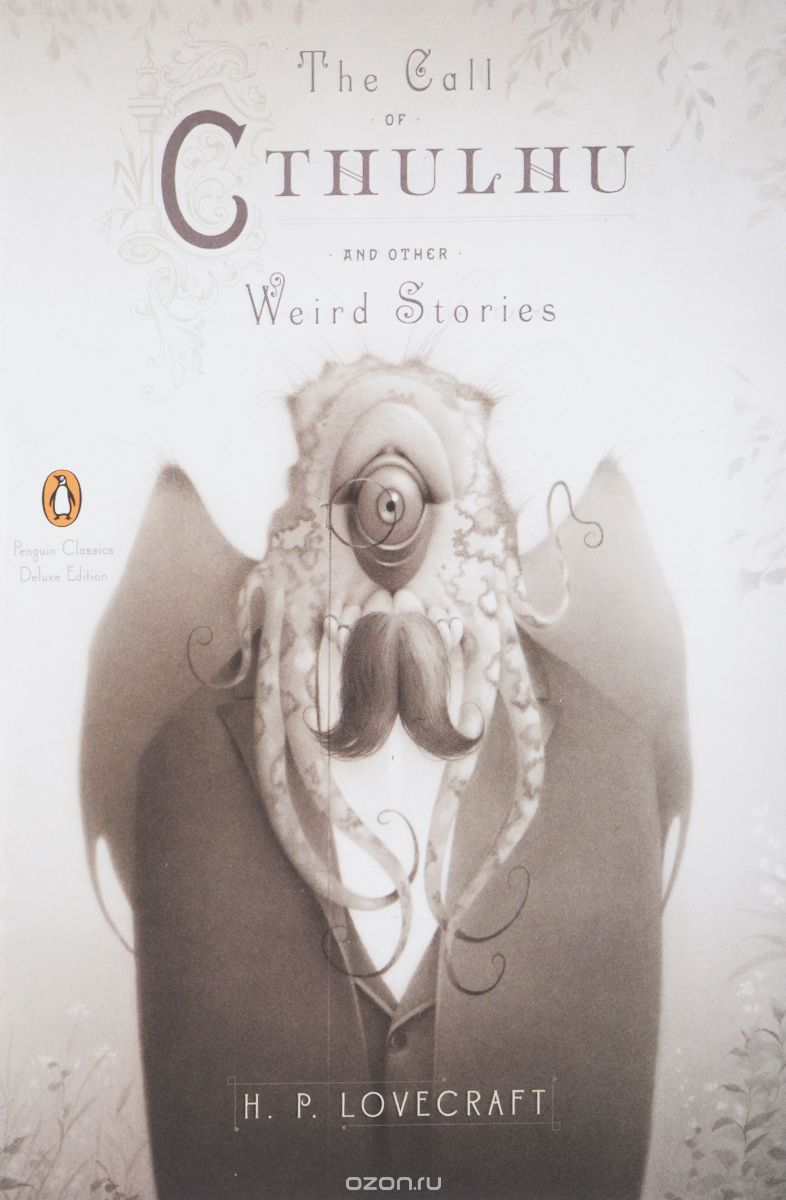 The Call
· OF ·
CTHULHU
· AND OTHER ·
Weird Stories
Penguin Classics
Deluxe Edition
H. P. LOVECRAFT
ozon.ru